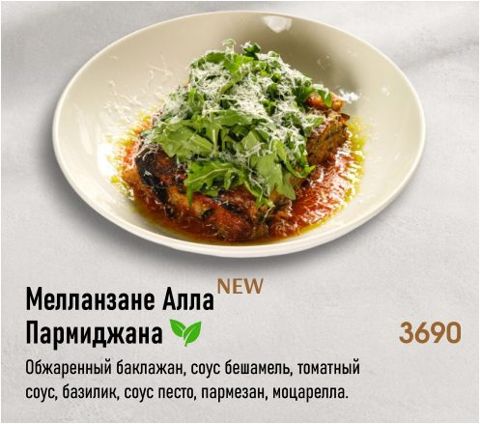 Мелланзане Алла NEW
Пармиджана 3690
Обжаренный баклажан, соус бешамель, томатный
соус, базилик, соус песто, пармезан, моцарелла.